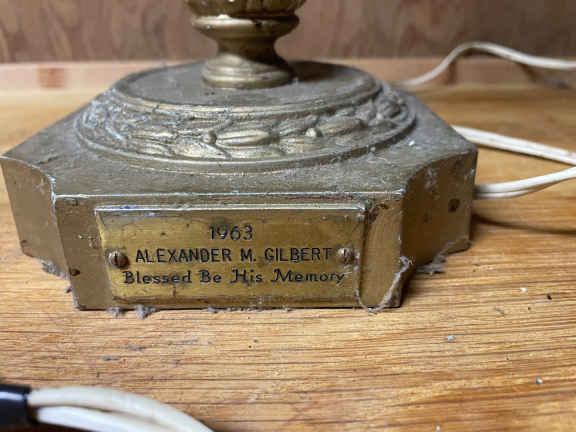 1963
ALEXANDER M. GILBERT
Blessed Be His Memory